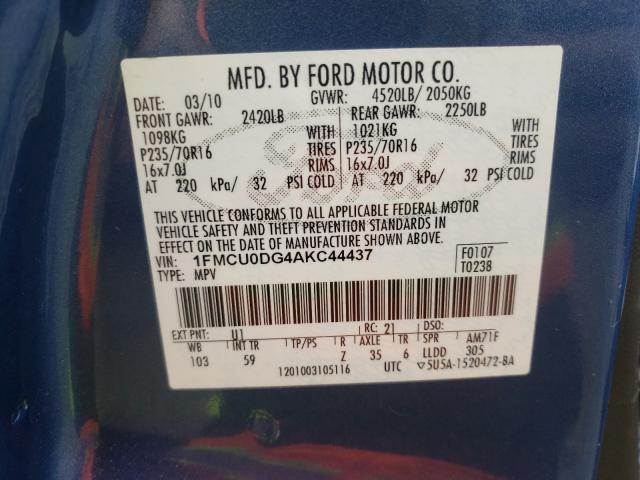 MFD. BY FORD MOTOR CO.
DATE: 03/10 GVWR: 4520LB/ 2050KG
FRONT GAWR: 2420LB REAR GAWR: 2250LB
1098KG WITH 1021KG WITH
P235/70R16 TIRES P235/70R16 TIRES
16x7.0J RIMS 16x7.0J RIMS
AT 220 kPa/ 32 PSI COLD AT 220 kPa/ 32 PSI COLD
Ford
THIS VEHICLE CONFORMS TO ALL APPLICABLE FEDERAL MOTOR
VEHICLE SAFETY AND THEFT PREVENTION STANDARDS IN
EFFECT ON THE DATE OF MANUFACTURE SHOWN ABOVE.
VIN: 1FMCU0DG4AKC44437 F0107
TYPE: MPV T0238
EXT PNT: U1 RC: 21 DSO:
WB INT TR TP/PS R AXLE TR SPR AM71F
103 59 Z 35 6 LLDD 305
1201003105116 UTC ▽5U5A-1520472-BA